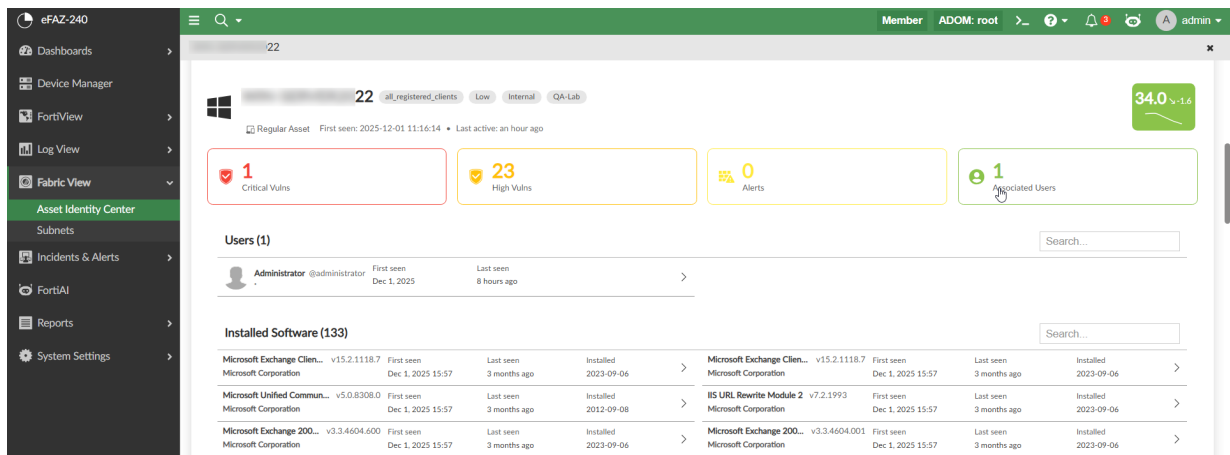 eFAZ-240
Member ADOM: root >_ 3 A admin
Dashboards
Device Manager
FortiView
Log View
Fabric View
Asset Identity Center
Subnets
Incidents & Alerts
FortiAI
Reports
System Settings
22
22 all_registered_clients Low Internal QA-Lab
34.0 -1.6
Regular Asset First seen: 2025-12-01 11:16:14 • Last active: an hour ago
1 23 0 1
Critical Vulns High Vulns Alerts Associated Users
Users (1) Search...
Administrator @administrator First seen Last seen
- Dec 1, 2025 8 hours ago
Installed Software (133) Search...
Microsoft Exchange Clien... v15.2.1118.7 First seen Last seen Installed Microsoft Exchange Clien... v15.2.1118.7 First seen Last seen Installed
Microsoft Corporation Dec 1, 2025 15:57 3 months ago 2023-09-06 Microsoft Corporation Dec 1, 2025 15:57 3 months ago 2023-09-06
Microsoft Unified Commun... v5.0.8308.0 First seen Last seen Installed IIS URL Rewrite Module 2 v7.2.1993 First seen Last seen Installed
Microsoft Corporation Dec 1, 2025 15:57 3 months ago 2012-09-08 Microsoft Corporation Dec 1, 2025 15:57 3 months ago 2023-09-06
Microsoft Exchange 200... v3.3.4604.600 First seen Last seen Installed Microsoft Exchange 200... v3.3.4604.001 First seen Last seen Installed
Microsoft Corporation Dec 1, 2025 15:57 3 months ago 2023-09-06 Microsoft Corporation Dec 1, 2025 15:57 3 months ago 2023-09-06